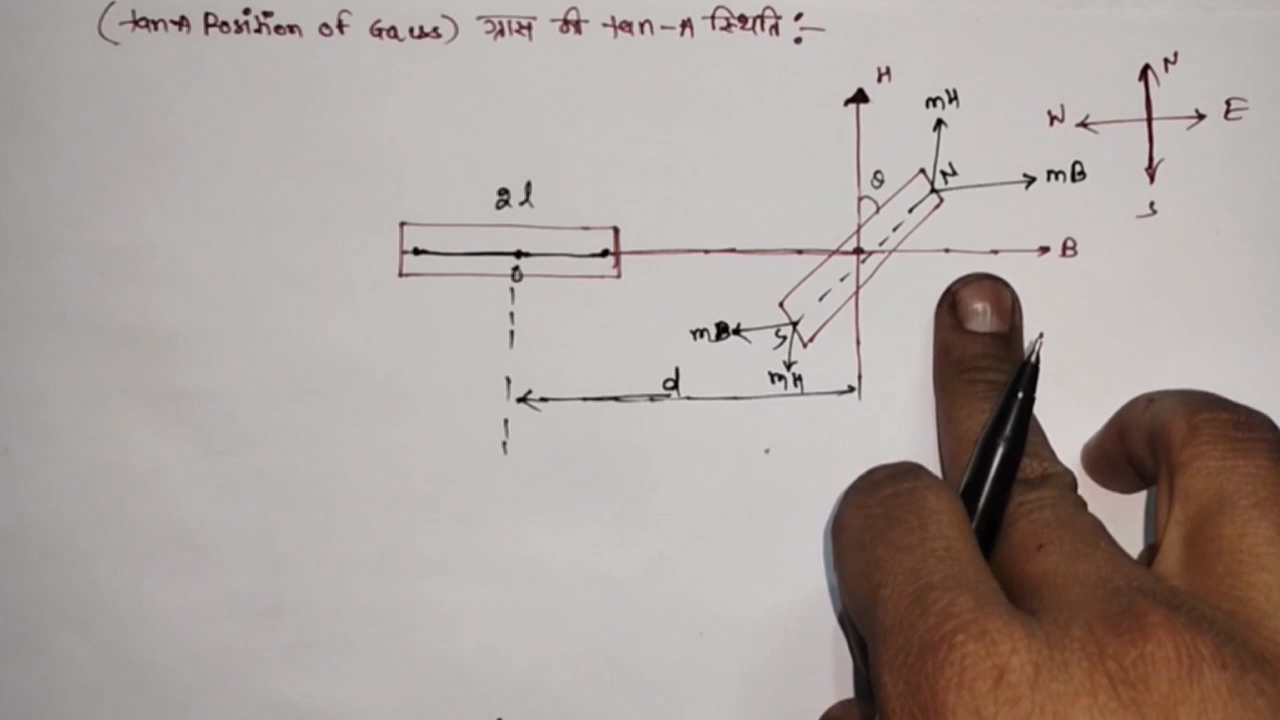 (tan-A Position of Gauss) गास की tan-A स्थिति :-
H
N
mH
W
E
θ
N
mB
2l
S
B
O
mB
S
mH
d